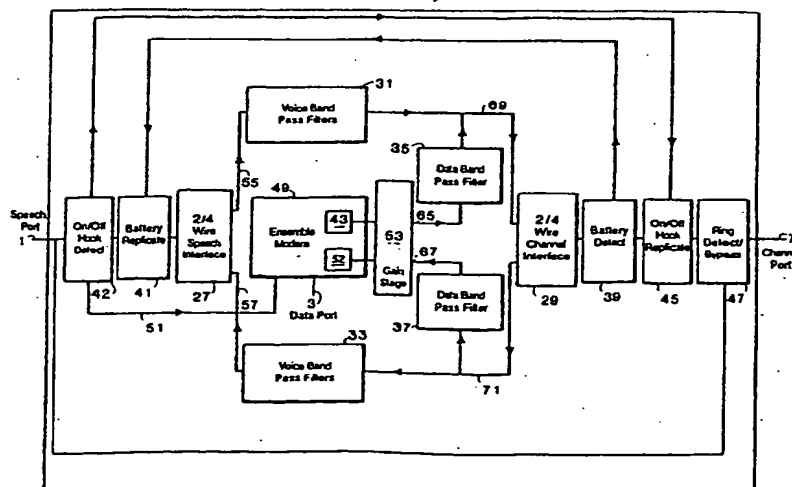 31
Voice Band
Pass Filters
69
35
Data Band
Pass Filter
55
49
Speech
Port
1
On/Off
Hook
Detect
42
Battery
Replicate
41
2/4
Wire
Speech
Interface
27
Ensemble
Modem
43
52
3
Data Port
53
Gain
Stage
65
67
2/4
Wire
Channel
Interface
29
Battery
Detect
39
On/Off
Hook
Replicate
45
Ring
Detect/
Bypass
47
Channel
Port
57
51
37
Data Band
Pass Filter
33
Voice Band
Pass Filters
71